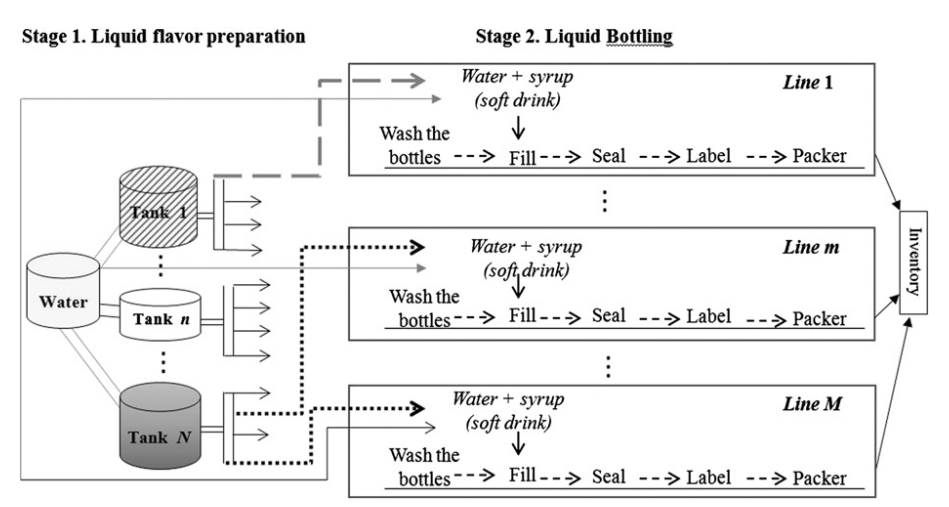 Stage 1. Liquid flavor preparation
Stage 2. Liquid Bottling
Water + syrup
(soft drink)
Line 1
Wash the
bottles
Fill
Seal
Label
Packer
Tank 1
Water
Tank n
Tank N
Water + syrup
(soft drink)
Line m
Wash the
bottles
Fill
Seal
Label
Packer
Inventory
Water + syrup
(soft drink)
Line M
Wash the
bottles
Fill
Seal
Label
Packer